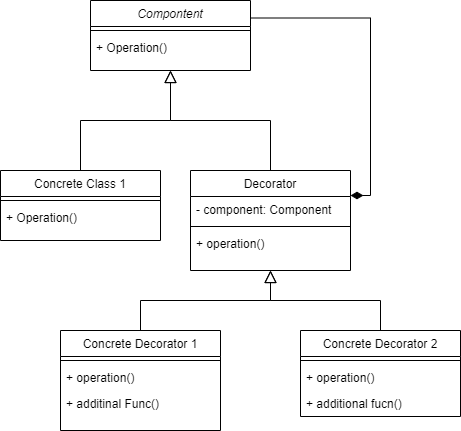 Compontent
+ Operation()
Concrete Class 1
+ Operation()
Decorator
- component: Component
+ operation()
Concrete Decorator 1
+ operation()
+ additinal Func()
Concrete Decorator 2
+ operation()
+ additional fucn()